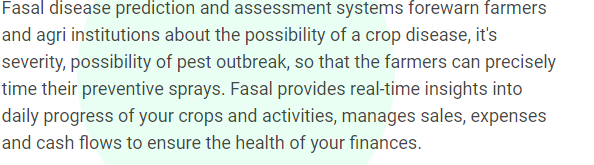 Fasal disease prediction and assessment systems forewarn farmers
and agri institutions about the possibility of a crop disease, it's
severity, possibility of pest outbreak, so that the farmers can precisely
time their preventive sprays. Fasal provides real-time insights into
daily progress of your crops and activities, manages sales, expenses
and cash flows to ensure the health of your finances.